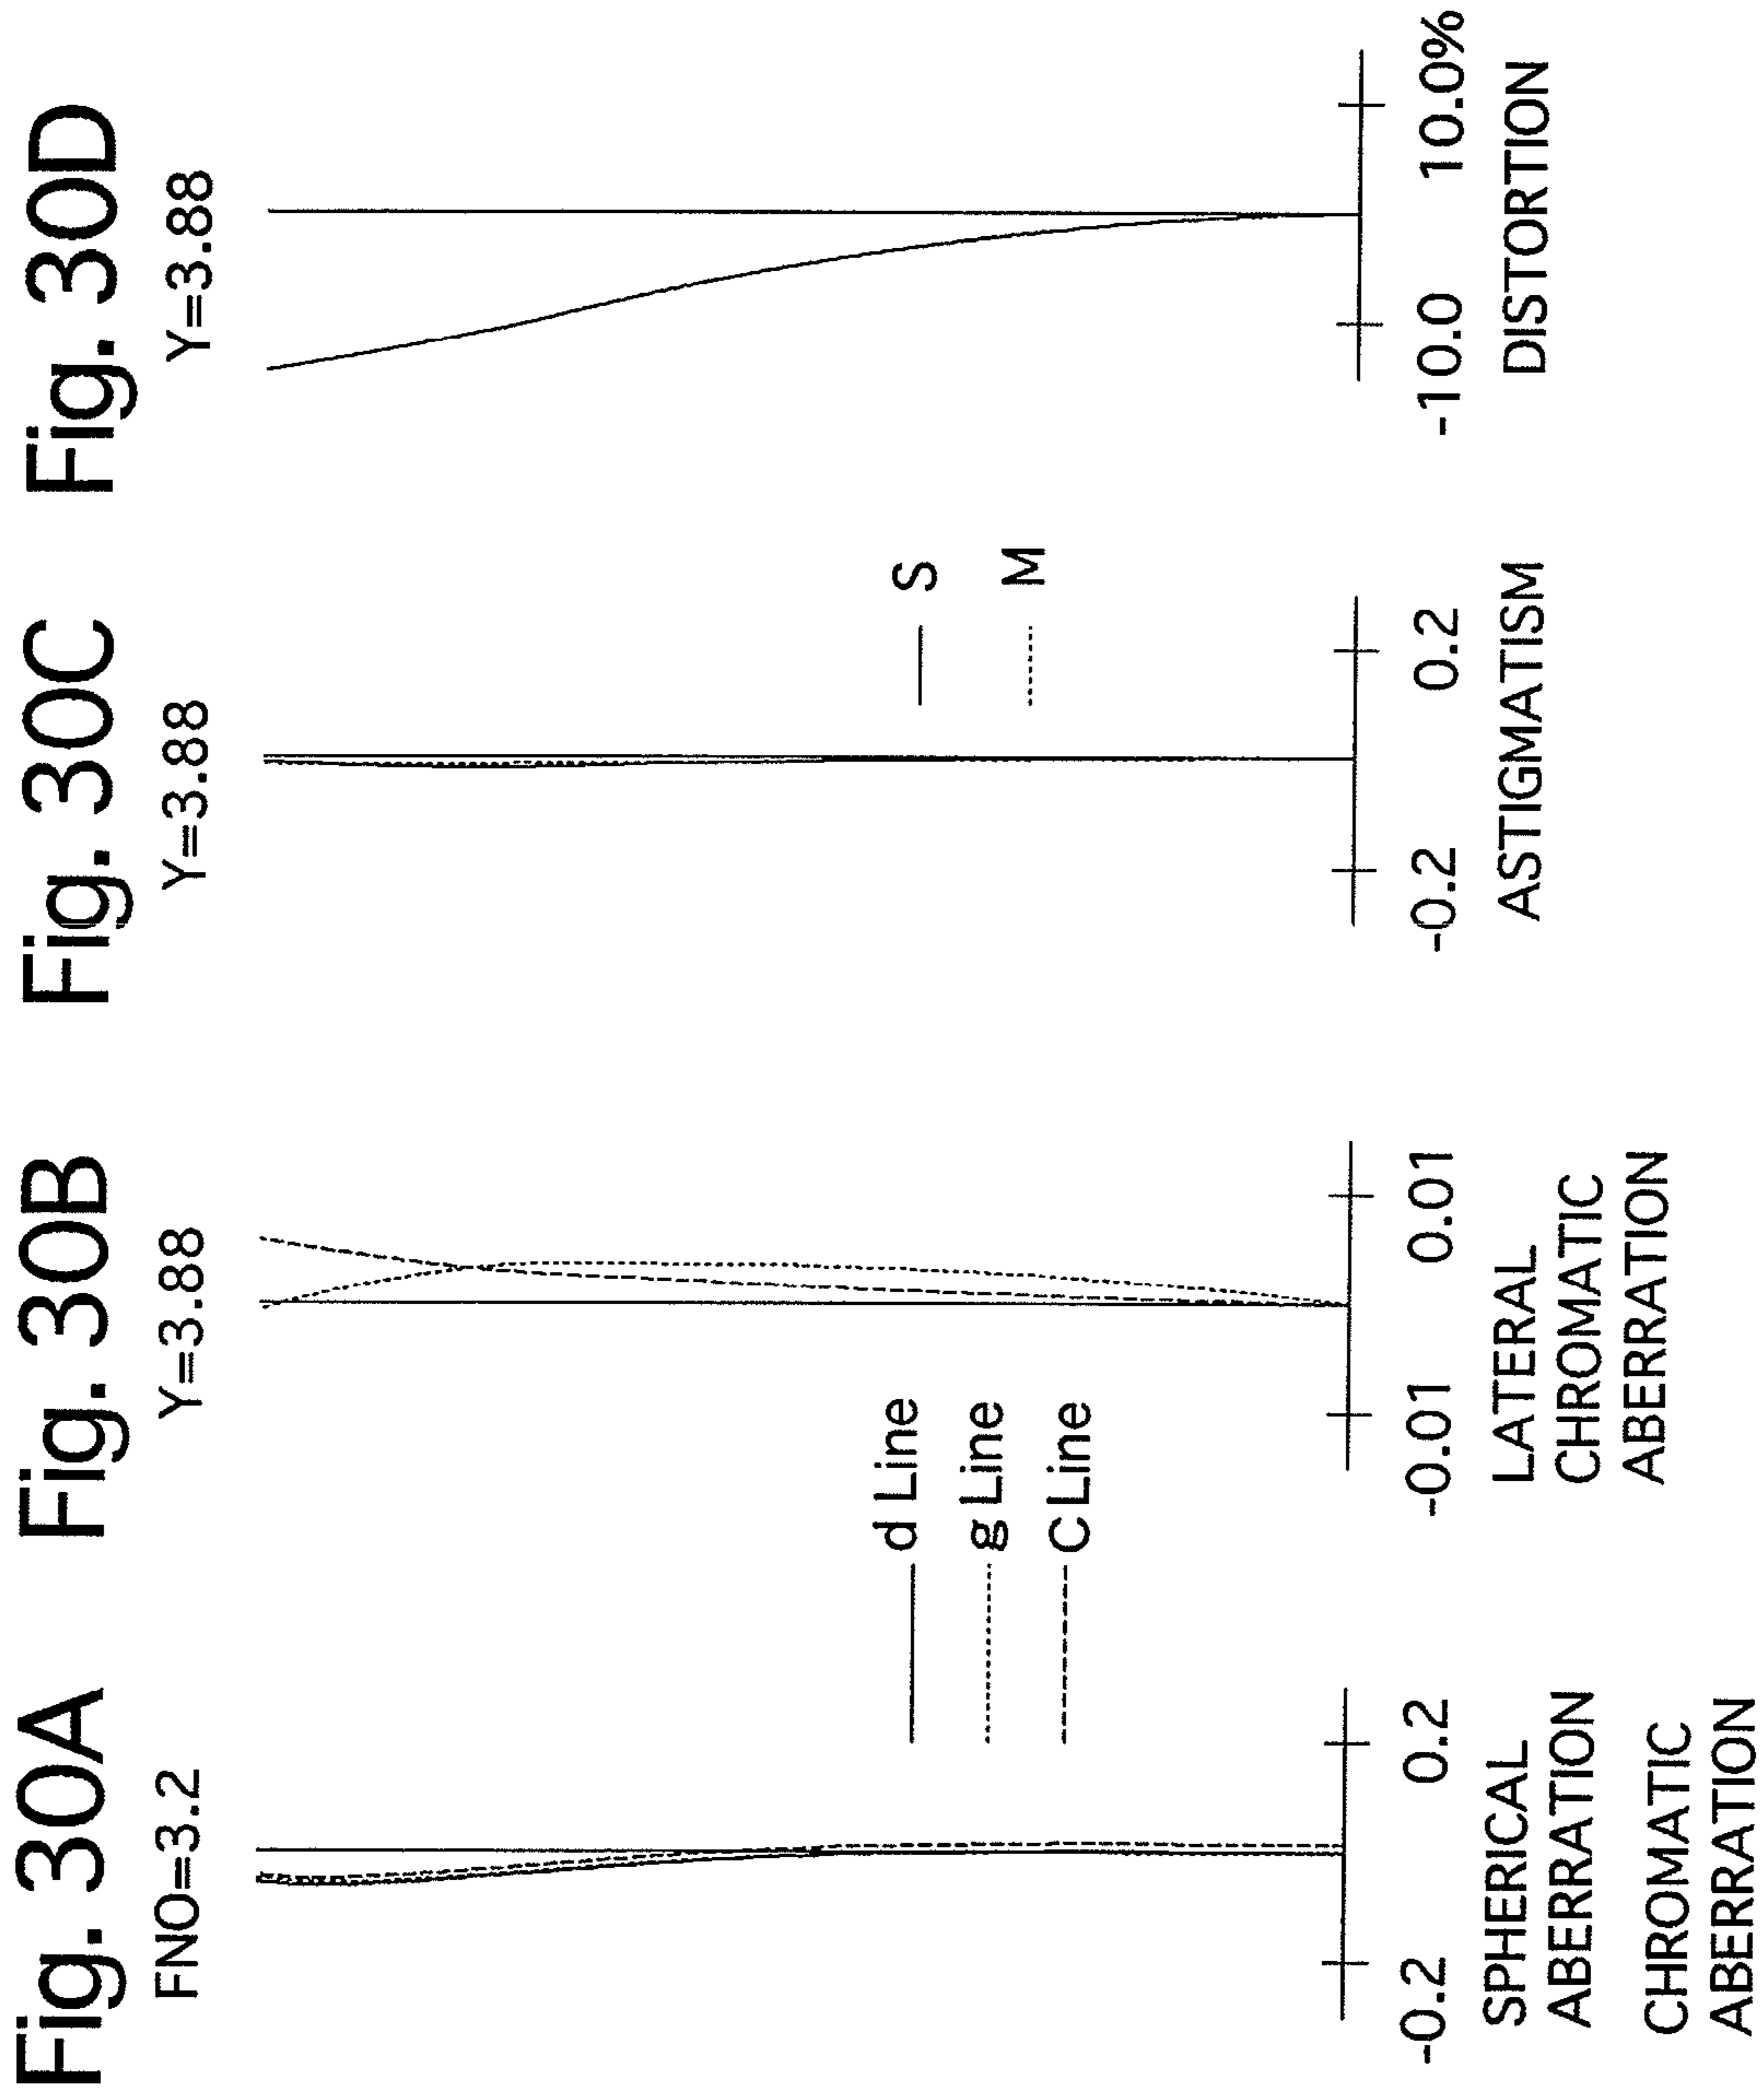 Fig. 30A
FNO=3.2
-0.2
0.2
SPHERICAL
ABERRATION
CHROMATIC
ABERRATION
d Line
g Line
C Line
Fig. 30B
Y=3.88
-0.01
0.01
LATERAL
CHROMATIC
ABERRATION
Fig. 30C
Y=3.88
S
M
-0.2
0.2
ASTIGMATISM
Fig. 30D
Y=3.88
-10.0
10.0%
DISTORTION